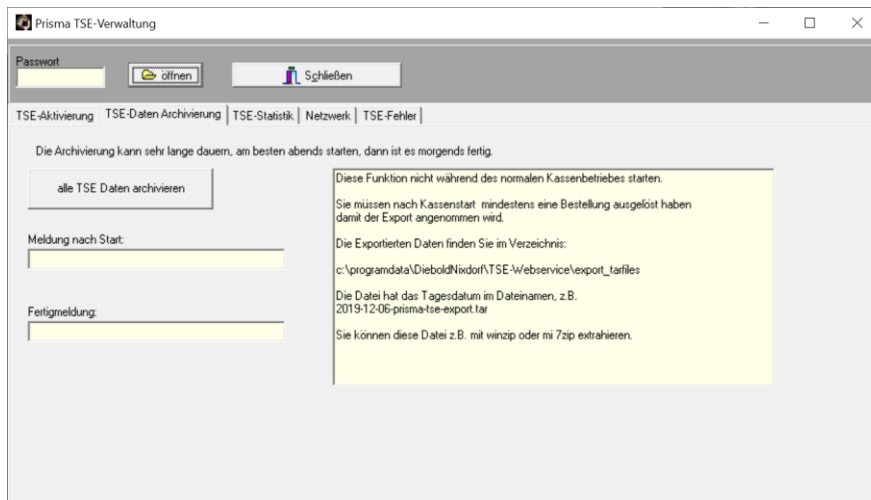 Prisma TSE-Verwaltung
Passwort
öffnen
Schließen
TSE-Aktivierung
TSE-Daten Archivierung
TSE-Statistik
Netzwerk
TSE-Fehler
Die Archivierung kann sehr lange dauern, am besten abends starten, dann ist es morgends fertig.
alle TSE Daten archivieren
Meldung nach Start:
Fertigmeldung:
Diese Funktion nicht während des normalen Kassenbetriebes starten.
Sie müssen nach Kassenstart mindestens eine Bestellung ausgelöst haben
damit der Export angenommen wird.
Die Exportierten Daten finden Sie im Verzeichnis:
c:\programdata\DieboldNixdorf\TSE-Webservice\export_tarfiles
Die Datei hat das Tagesdatum im Dateinamen, z.B.
2019-12-06-prisma-tse-export.tar
Sie können diese Datei z.B. mit winzip oder mi 7zip extrahieren.